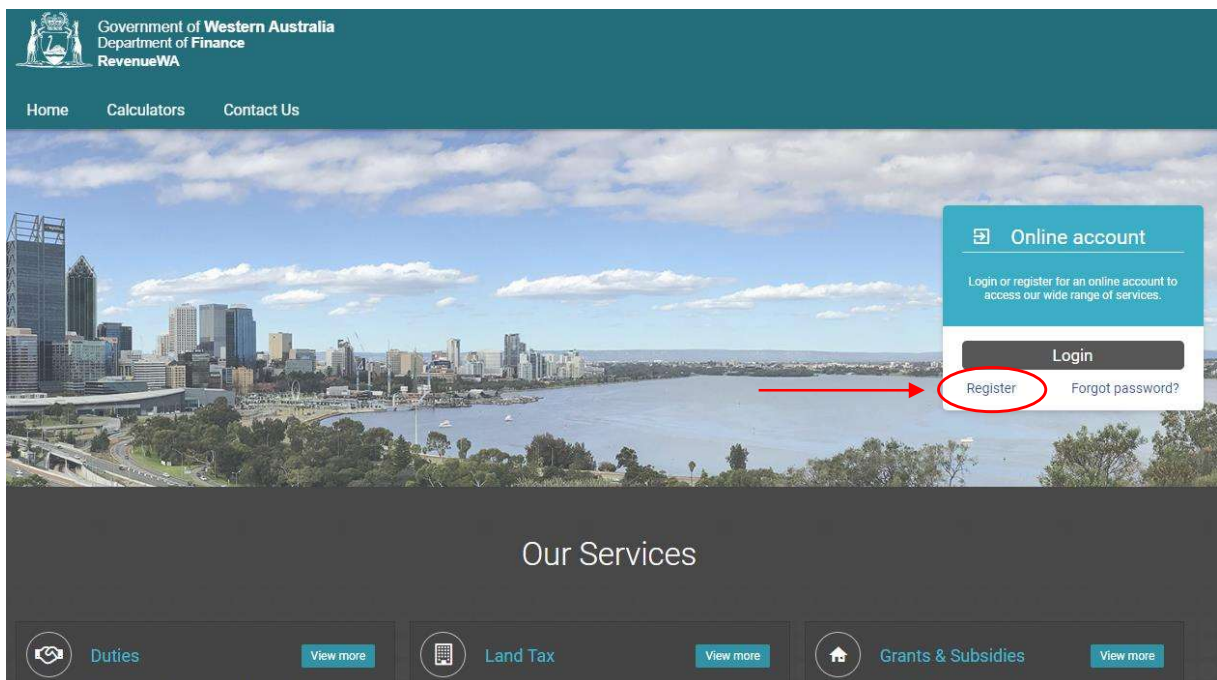 Government of Western Australia
Department of Finance
RevenueWA
Home Calculators Contact Us
Online account
Login or register for an online account to
access our wide range of services.
Login
Register Forgot password?
Our Services
Duties View more Land Tax View more Grants & Subsidies View more